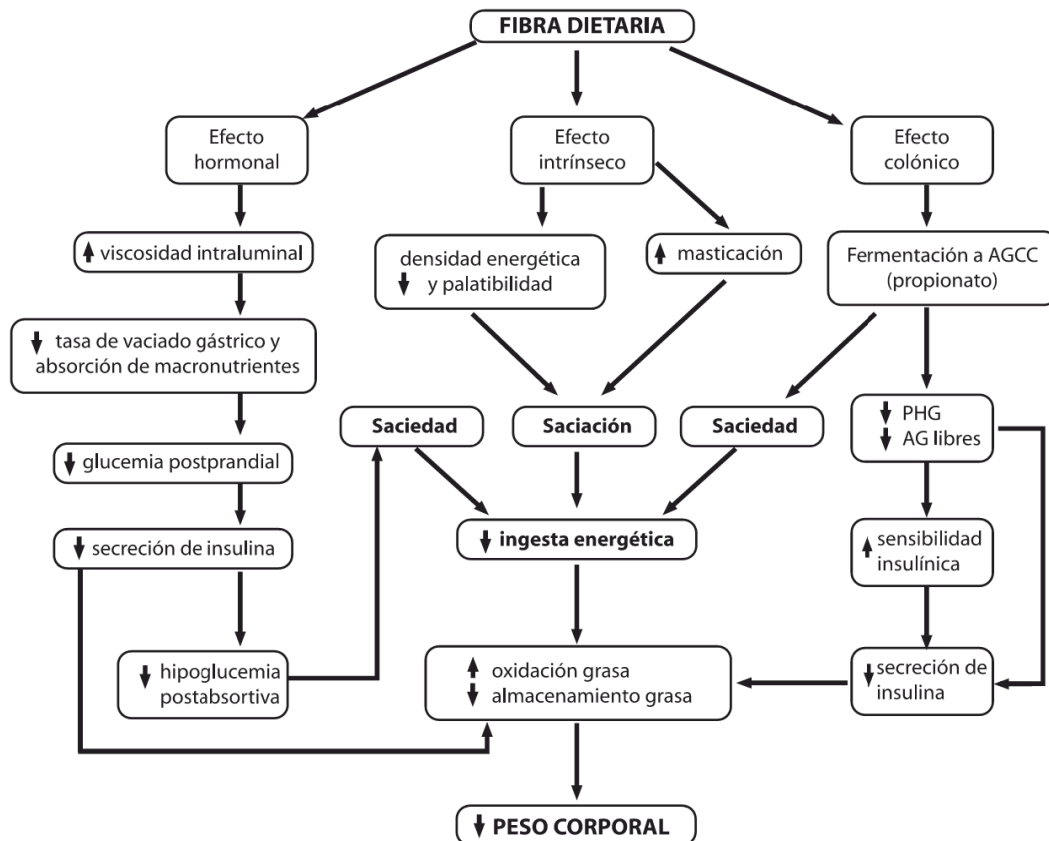 FIBRA DIETARIA
Efecto
hormonal
Efecto
intrínseco
Efecto
colónico
viscosidad intraluminal
densidad energética
y palatibilidad
masticación
Fermentación a AGCC
(propionato)
tasa de vaciado gástrico y
absorción de macronutrientes
Saciedad
Saciación
Saciedad
PHG
AG libres
glucemia postprandial
secreción de insulina
ingesta energética
sensibilidad
insulínica
hipoglucemia
postabsortiva
oxidación grasa
almacenamiento grasa
secreción de
insulina
PESO CORPORAL